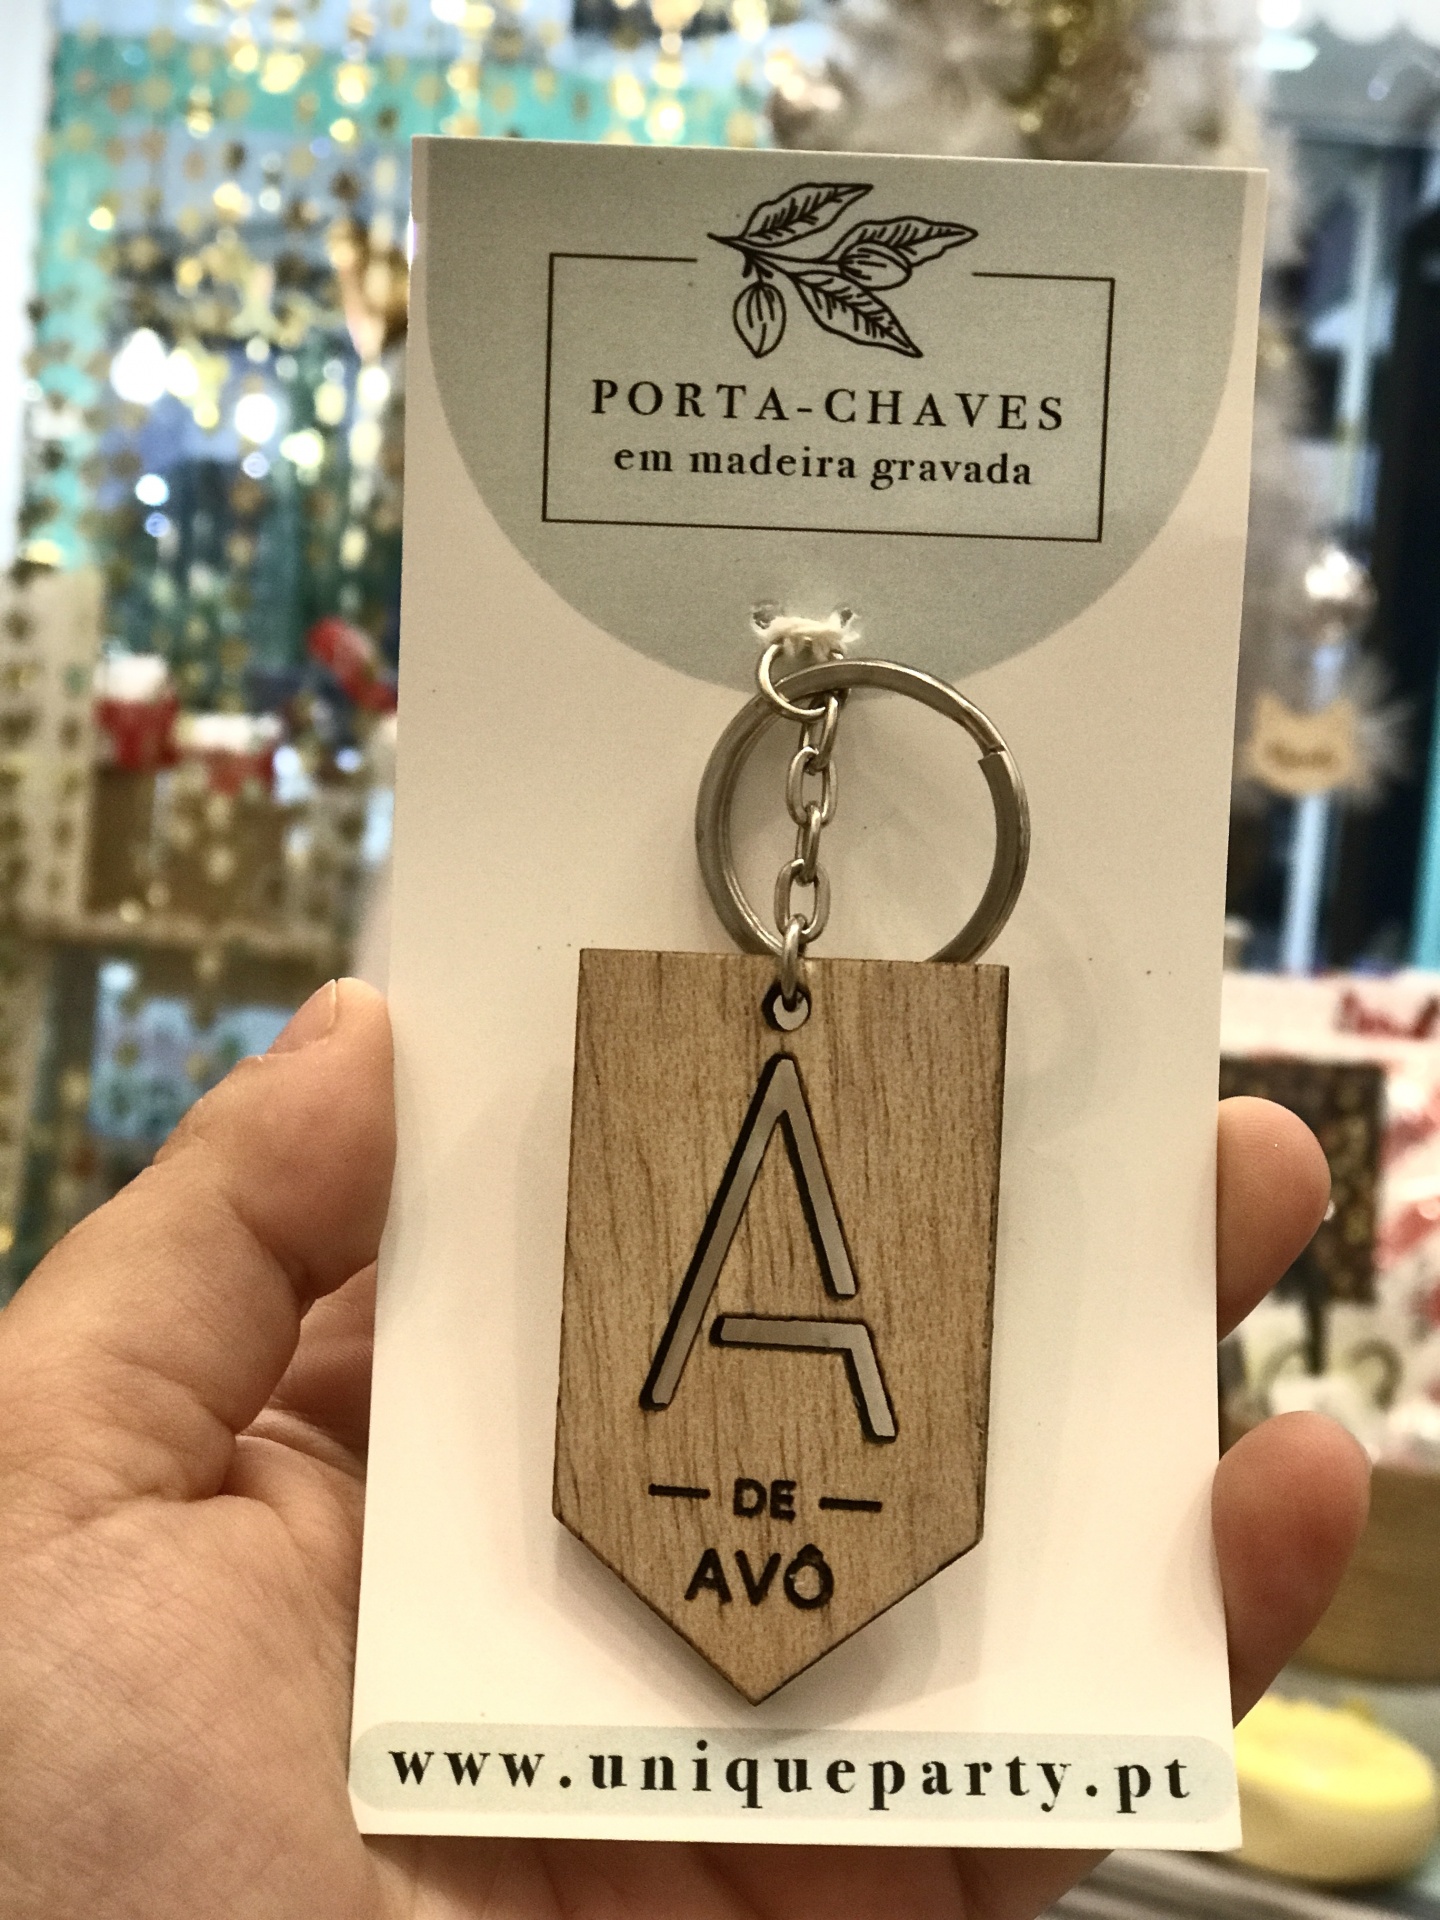 PORTA-CHAVES
em madeira gravada
A
DE
AVÔ
www.uniqueparty.pt